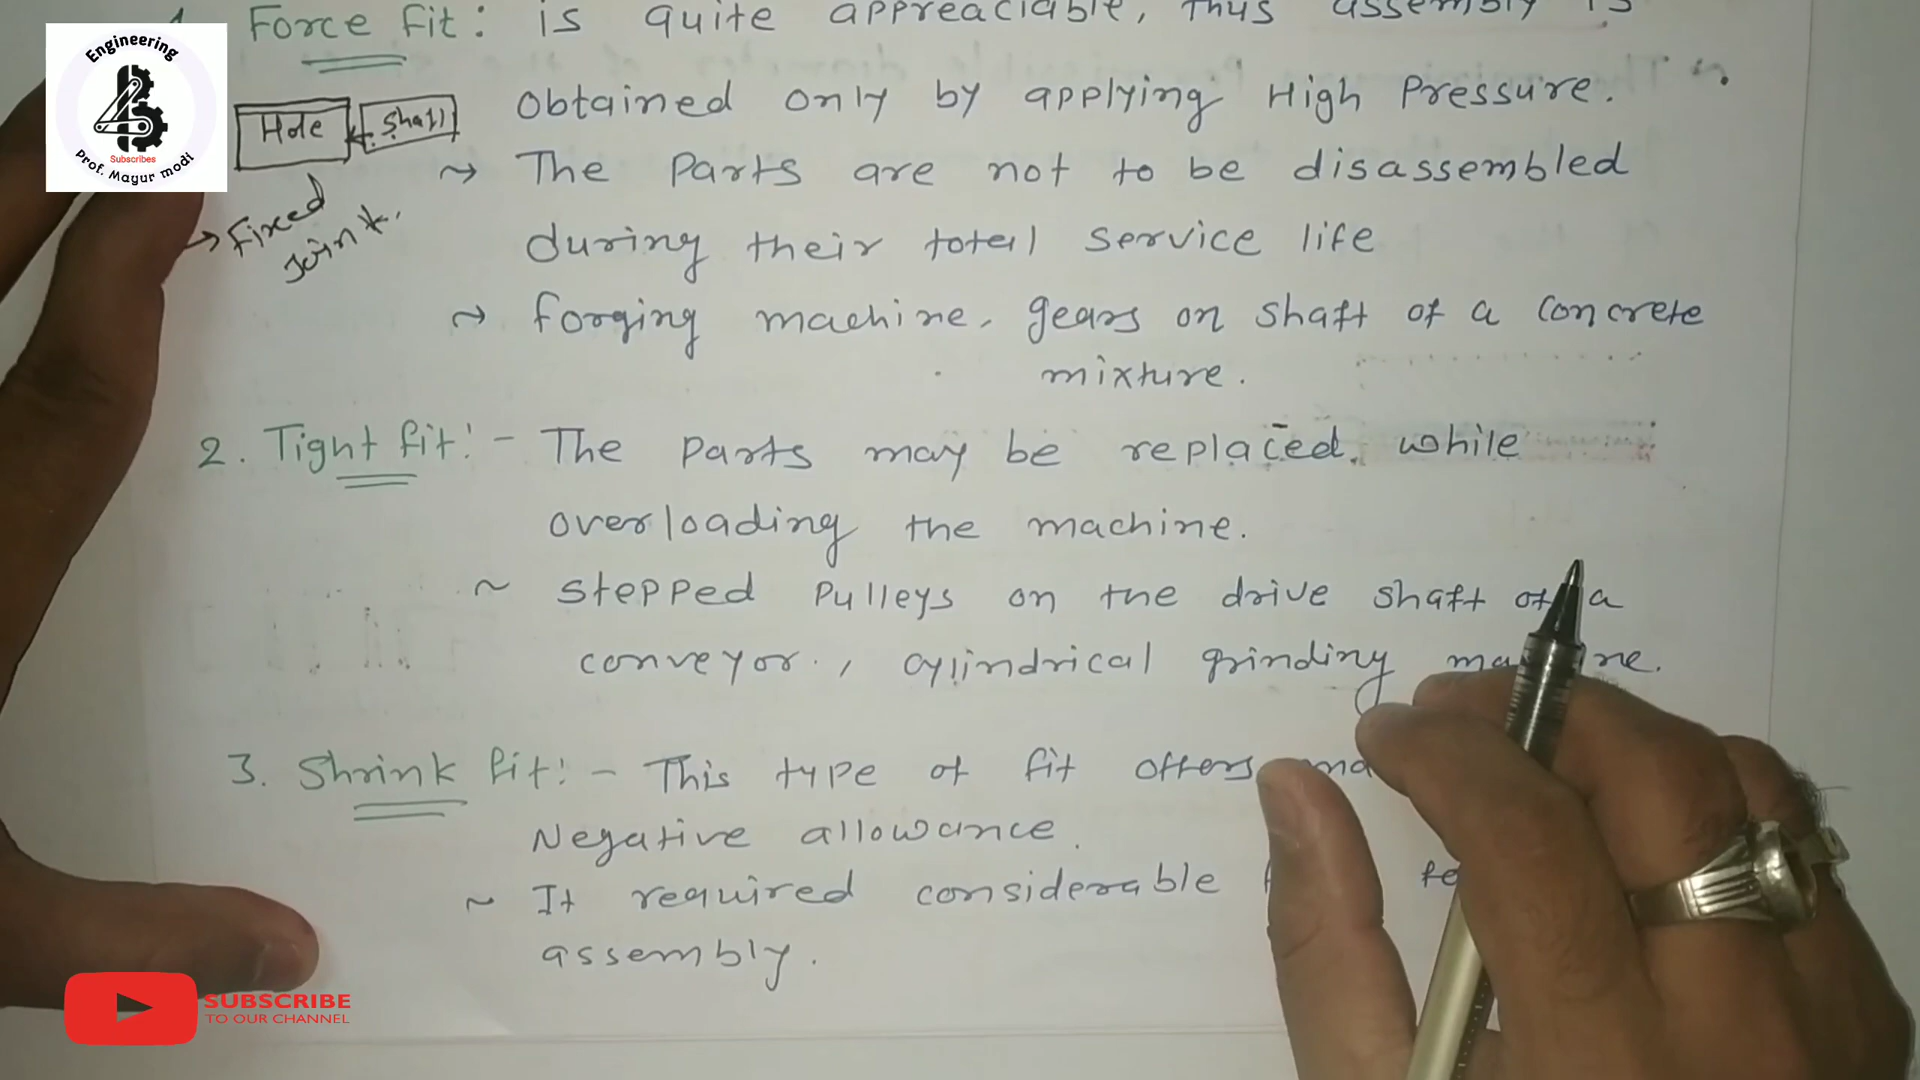 Force fit: is quite appreaciable, thus assembly is
obtained only by applying High Pressure.
Hole Shaft
→ Fixed
Joint.
~ The Parts are not to be disassembled
during their total service life
~ forging machine, gears on shaft of a concrete
mixture.
2. Tight fit:- The Parts may be replaced. while
overloading the machine.
~ stepped Pulleys on the drive shaft of a
conveyor., cylindrical grinding
3. Shrink fit:- This type of fit offers
Negative allowance.
~ It required considerable
assembly.
Engineering
Subscribes
Prof. Mayur modi
SUBSCRIBE
TO OUR CHANNEL